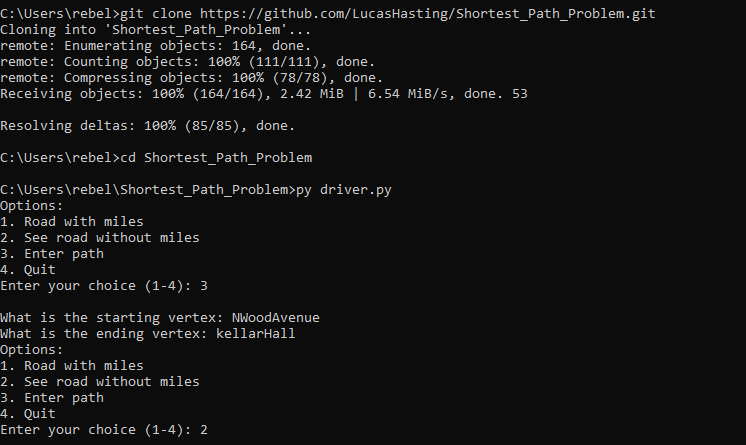 C:\Users\rebel>git clone https://github.com/LucasHasting/Shortest_Path_Problem.git
Cloning into 'Shortest_Path_Problem'...
remote: Enumerating objects: 164, done.
remote: Counting objects: 100% (111/111), done.
remote: Compressing objects: 100% (78/78), done.
Receiving objects: 100% (164/164), 2.42 MiB | 6.54 MiB/s, done. 53
Resolving deltas: 100% (85/85), done.
C:\Users\rebel>cd Shortest_Path_Problem
C:\Users\rebel\Shortest_Path_Problem>py driver.py
Options:
1. Road with miles
2. See road without miles
3. Enter path
4. Quit
Enter your choice (1-4): 3
What is the starting vertex: NWoodAvenue
What is the ending vertex: kellarHall
Options:
1. Road with miles
2. See road without miles
3. Enter path
4. Quit
Enter your choice (1-4): 2